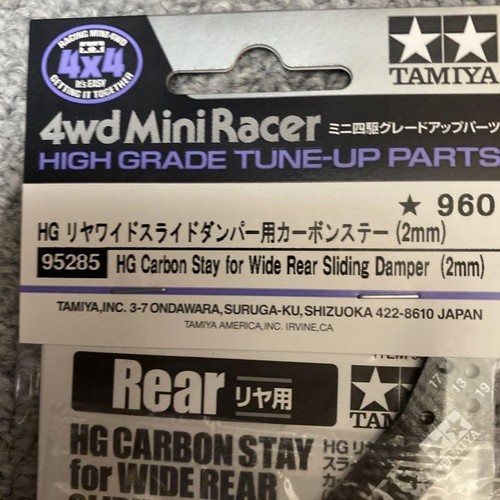 RACING MINI 4WD
4x4
It's EASY
GETTING IT TOGETHER
TAMIYA
4wd Mini Racer ミニ四駆グレードアップパーツ
HIGH GRADE TUNE-UP PARTS
★ 960
HG リヤワイドスライドダンパー用カーボンステー (2mm)
95285 HG Carbon Stay for Wide Rear Sliding Damper (2mm)
TAMIYA,INC. 3-7 ONDAWARA,SURUGA-KU,SHIZUOKA 422-8610 JAPAN
TAMIYA AMERICA,INC. IRVINE,CA
Rear リヤ用
HG CARBON STAY
for WIDE REAR
HG リ
スラ
17 13 19
TAMIYA